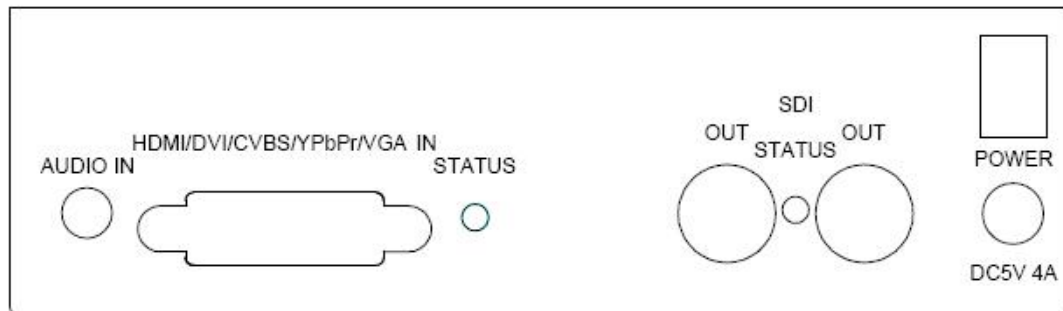 AUDIO IN
HDMI/DVI/CVBS/YPbPr/VGA IN
STATUS
SDI
OUT
STATUS
OUT
POWER
DC5V 4A